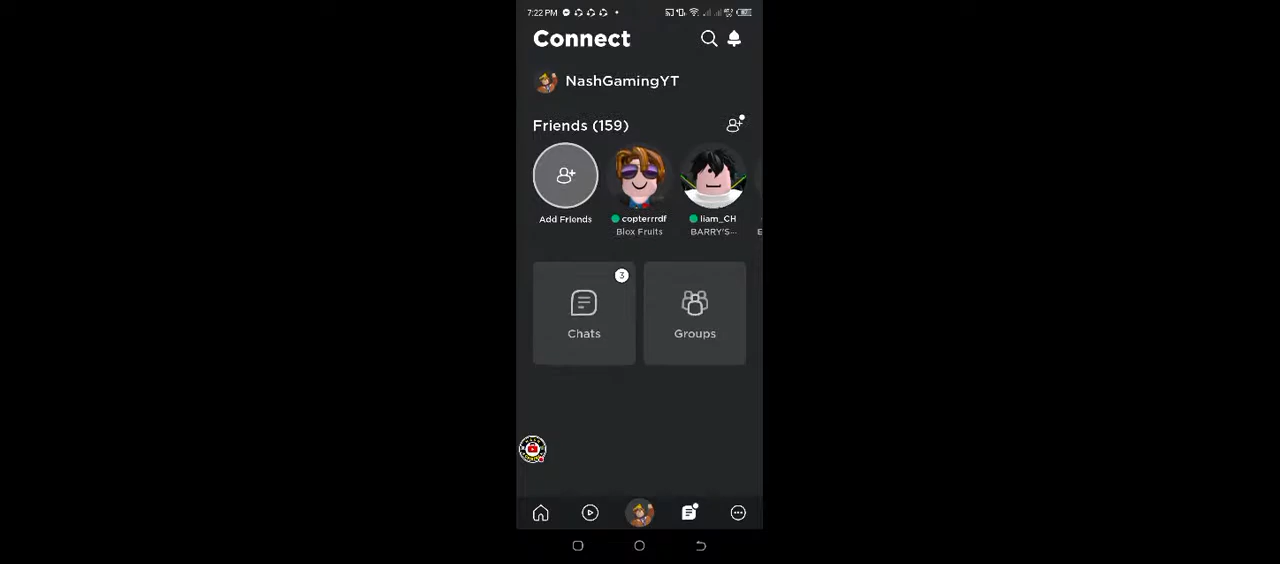 7:22 PM
Connect
NashGamingYT
Friends (159)
Add Friends
copterrrdf
Blox Fruits
liam_CH
BARRY'S...
3
Chats
Groups